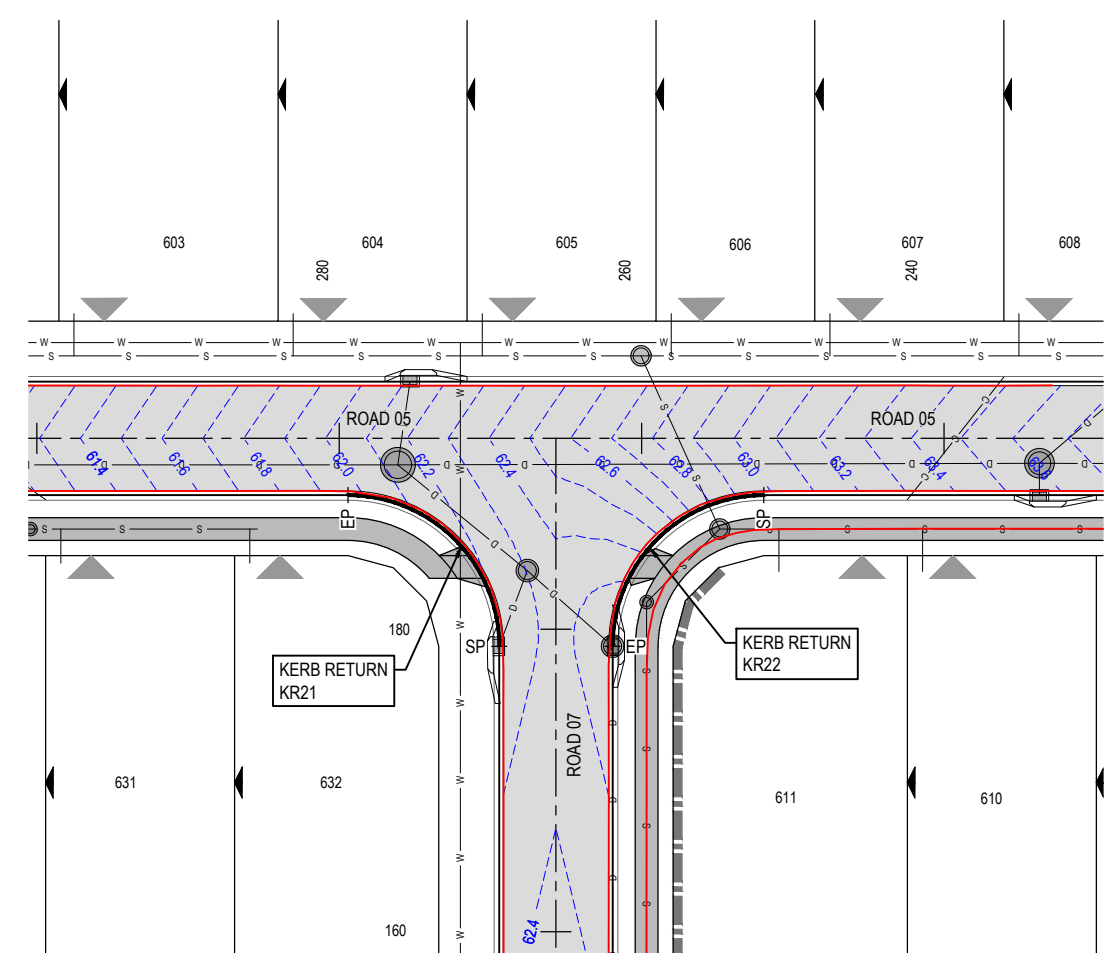 603
604
605
606
607
608
280
260
240
W W W W W W W W W W W W W W
S S S S S S S S S S S S S
ROAD 05
ROAD 05
61.4
61.6
61.8
62.0
62.2
62.4
62.6
62.8
63.0
63.2
63.4
63.6
EP
SP
180
SP
EP
KERB RETURN
KR21
KERB RETURN
KR22
ROAD 07
631
632
611
610
160
62.4